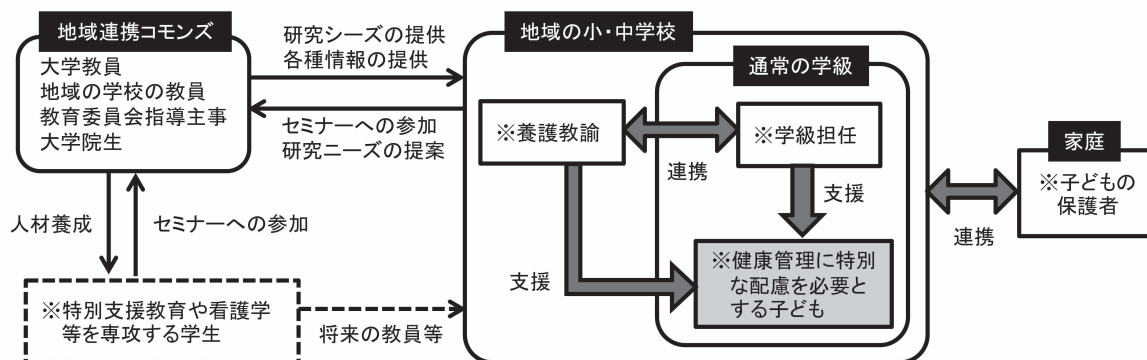 地域連携コモンズ
大学教員
地域の学校の教員
教育委員会指導主事
大学院生
研究シーズの提供
各種情報の提供
セミナーへの参加
研究ニーズの提案
人材養成
セミナーへの参加
※特別支援教育や看護学
等を専攻する学生
将来の教員等
地域の小・中学校
通常の学級
※養護教諭
連携
※学級担任
支援
支援
※健康管理に特別
な配慮を必要と
する子ども
連携
家庭
※子どもの
保護者